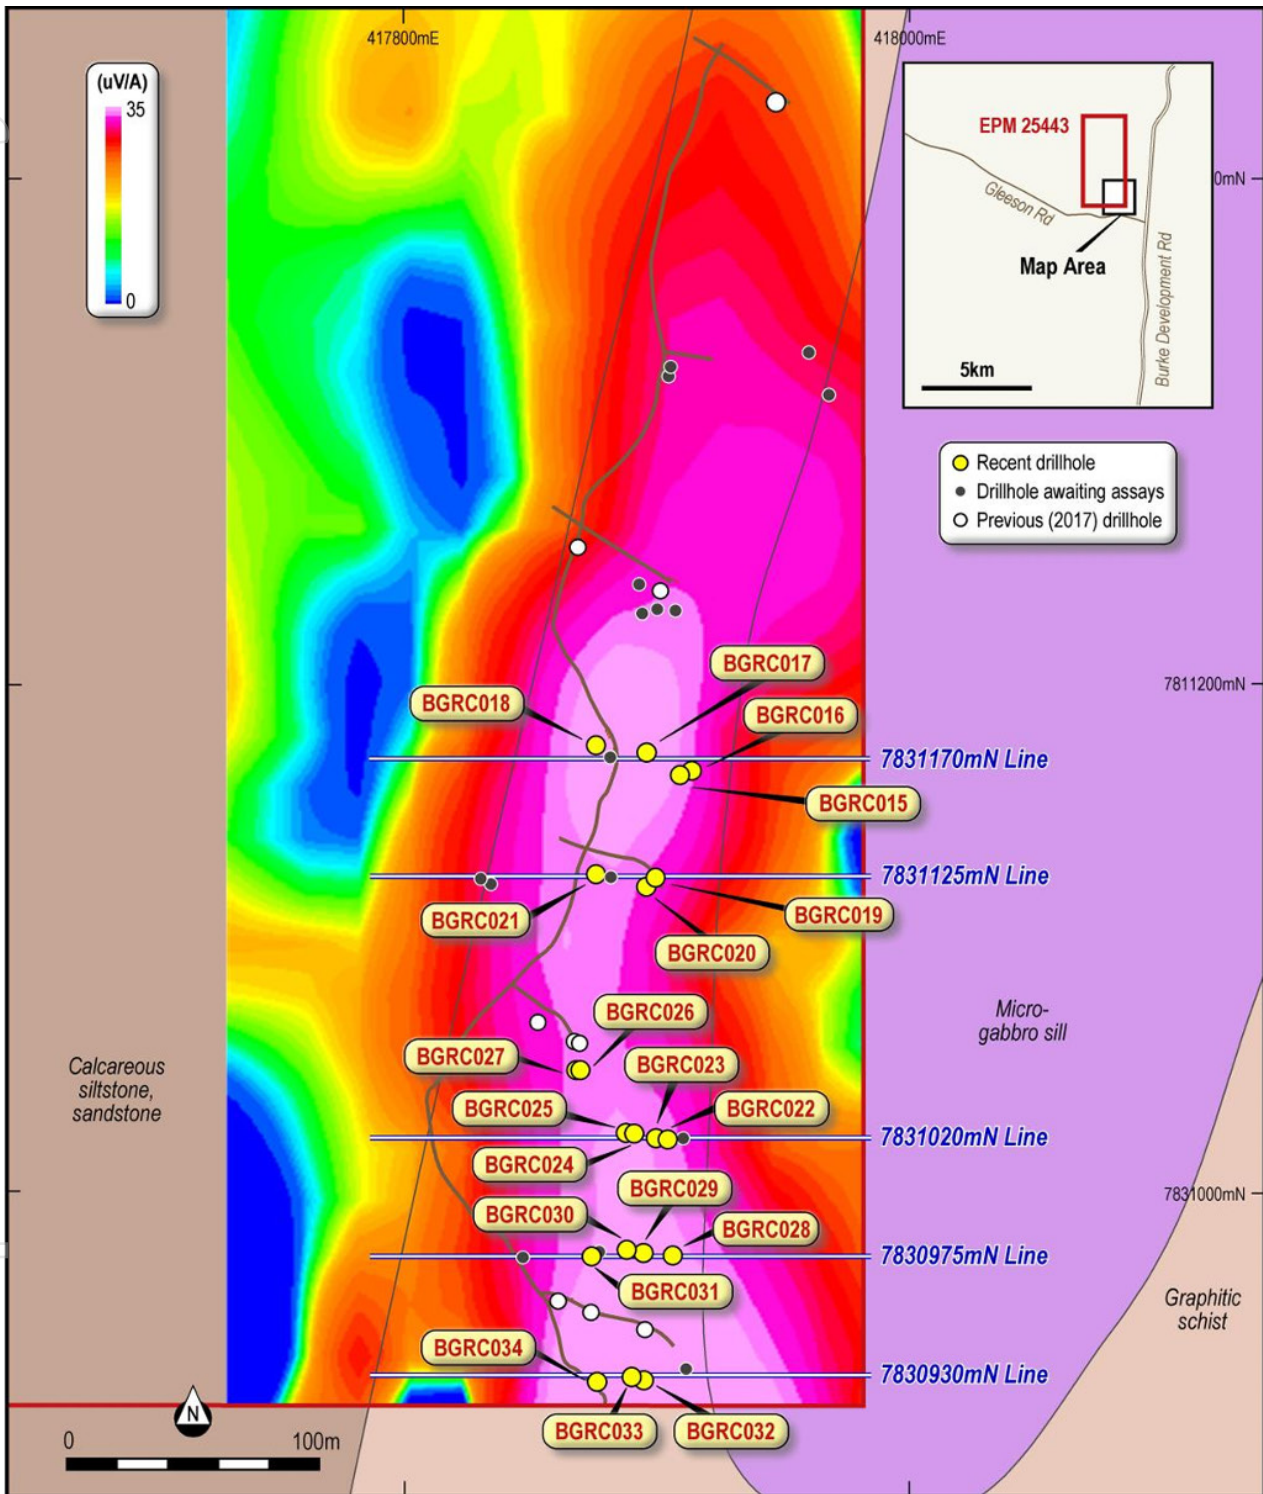 417800mE
418000mE
(uV/A)
35
0
EPM 25443
Gleeson Rd
Map Area
Burke Development Rd
5km
0mN
Recent drillhole
Drillhole awaiting assays
Previous (2017) drillhole
BGRC017
BGRC018
BGRC016
7811200mN
7831170mN Line
BGRC015
7831125mN Line
BGRC021
BGRC019
BGRC020
BGRC026
Micro-
gabbro sill
BGRC027
BGRC023
Calcareous
siltstone,
sandstone
BGRC025
BGRC022
7831020mN Line
BGRC024
BGRC029
7831000mN
BGRC030
BGRC028
7830975mN Line
BGRC031
Graphitic
schist
BGRC034
7830930mN Line
N
BGRC033
BGRC032
0
100m